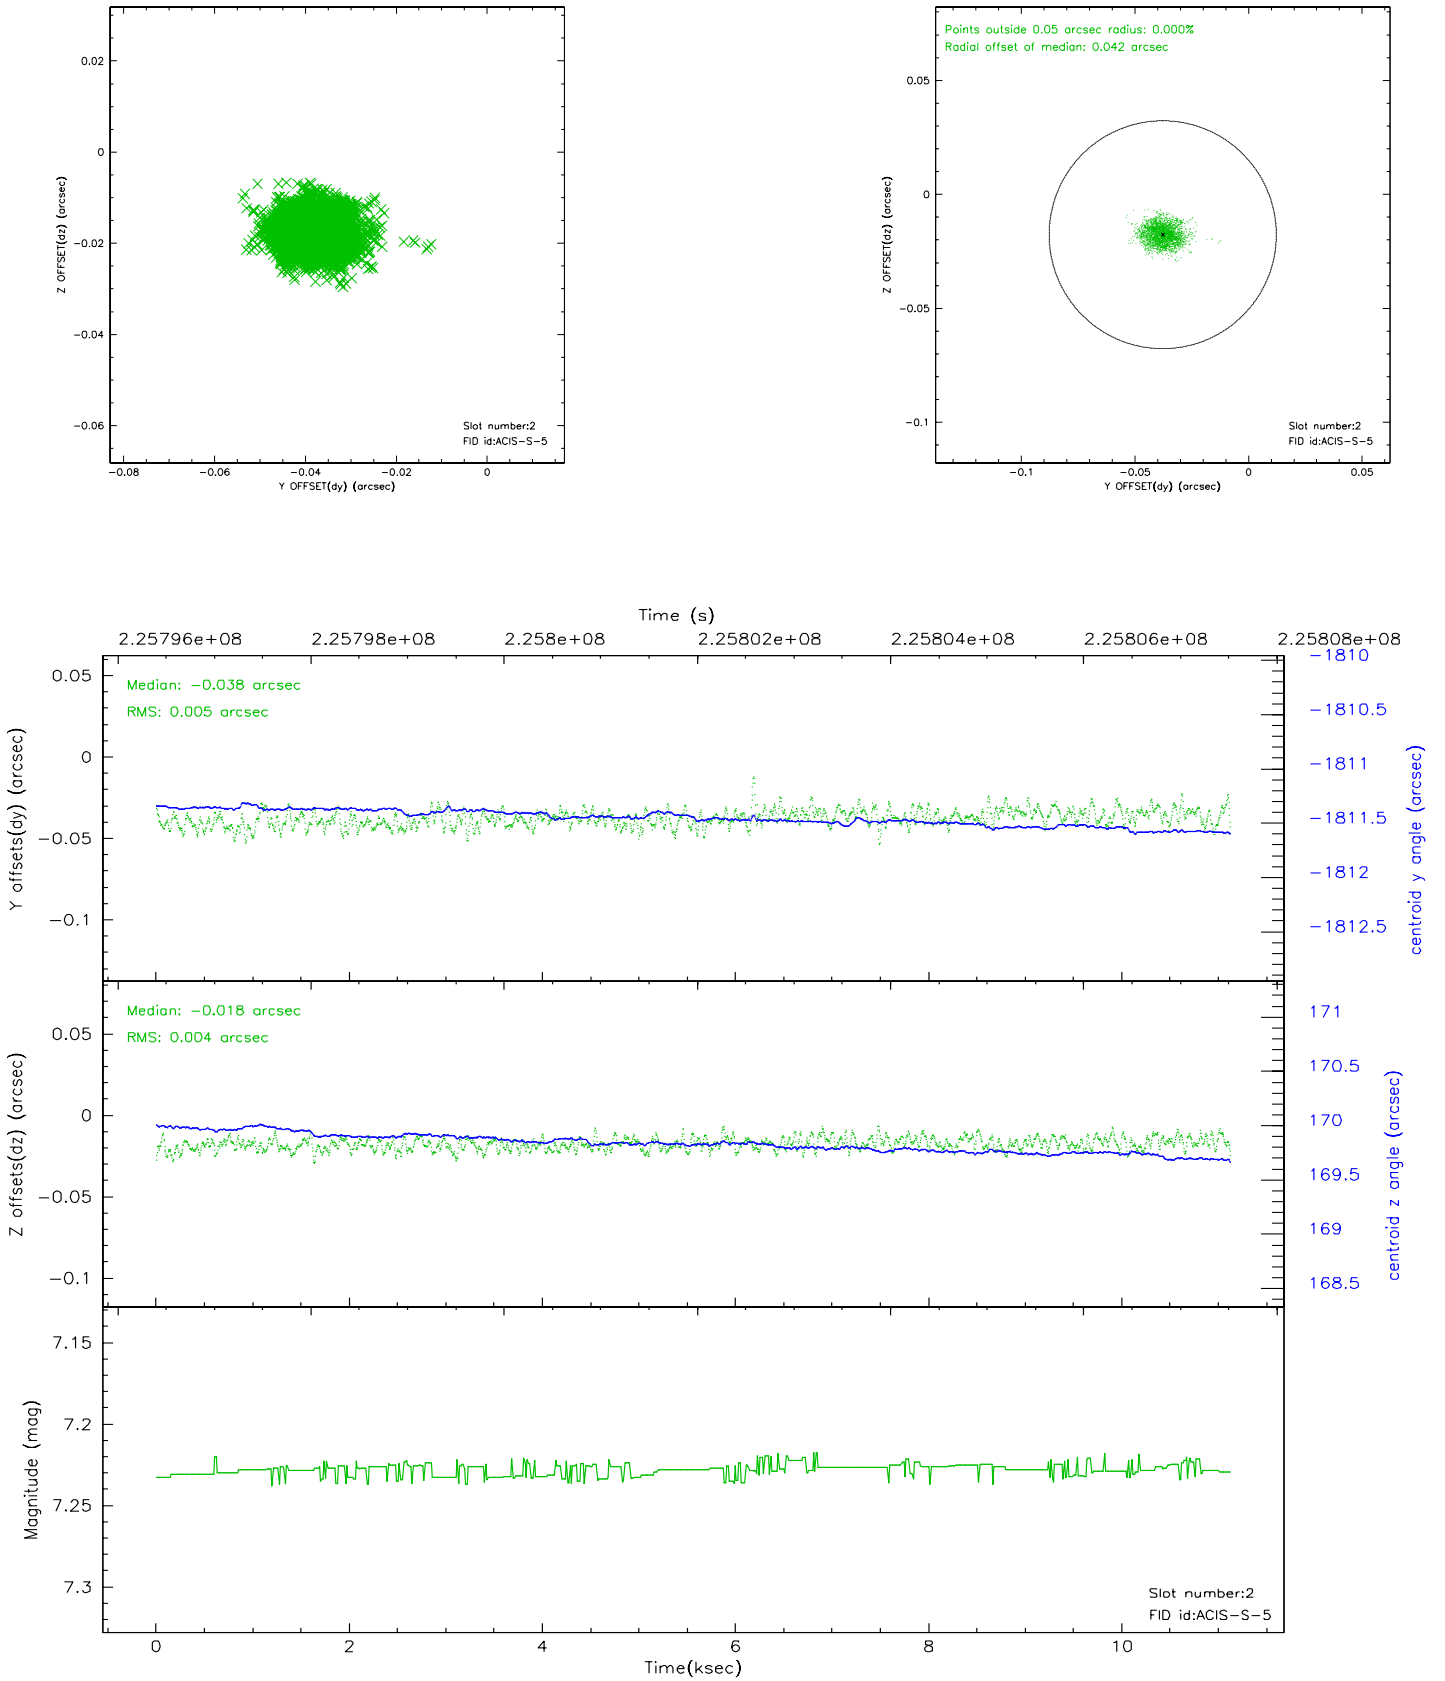 0.02
0
−0.02
−0.04
−0.06
Z OFFSET(dz) (arcsec)
Slot number:2
FID id:ACIS−S−5
−0.08 −0.06 −0.04 −0.02 0
Y OFFSET(dy) (arcsec)
Points outside 0.05 arcsec radius: 0.000%
Radial offset of median: 0.042 arcsec
0.05
0
−0.05
−0.1
Z OFFSET(dz) (arcsec)
Slot number:2
FID id:ACIS−S−5
−0.1 −0.05 0 0.05
Y OFFSET(dy) (arcsec)
Time (s)
2.25796e+08 2.25798e+08 2.258e+08 2.25802e+08 2.25804e+08 2.25806e+08 2.25808e+08
Median: −0.038 arcsec
RMS: 0.005 arcsec
0.05
0
−0.05
−0.1
Y offsets(dy) (arcsec)
−1810
−1810.5
−1811
−1811.5
−1812
−1812.5
centroid y angle (arcsec)
Median: −0.018 arcsec
RMS: 0.004 arcsec
0.05
0
−0.05
−0.1
Z offsets(dz) (arcsec)
171
170.5
170
169.5
169
168.5
centroid z angle (arcsec)
7.15
7.2
7.25
7.3
Magnitude (mag)
Slot number:2
FID id:ACIS−S−5
0 2 4 6 8 10
Time(ksec)